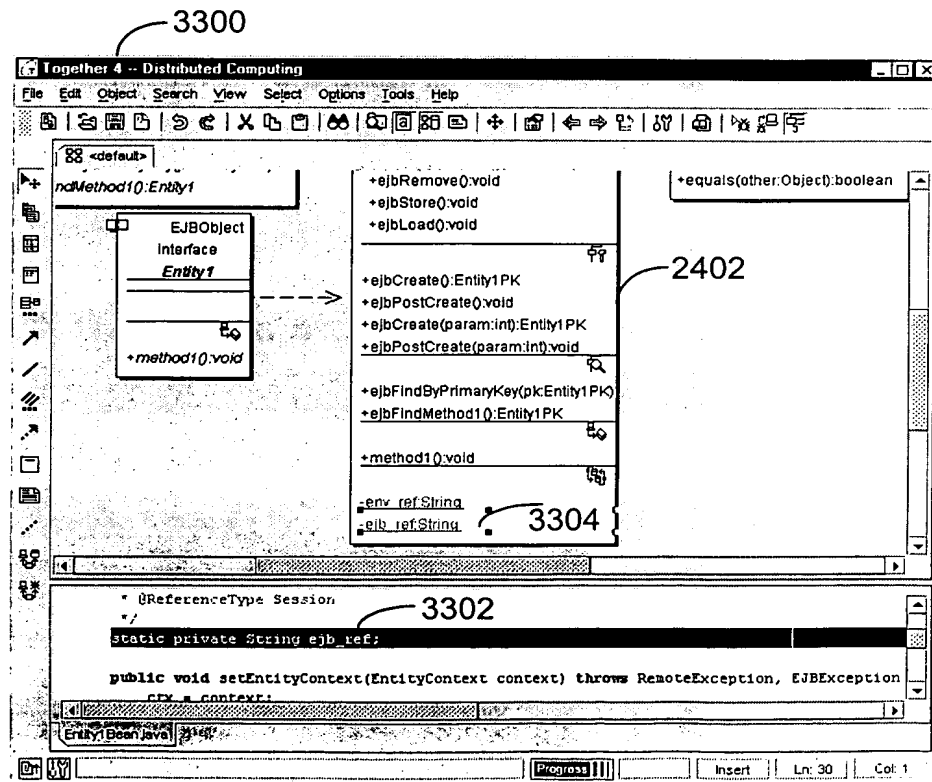 3300
Together 4 -- Distributed Computing
File Edit Object Search View Select Options Tools Help
<default>
ndMethod1():Entity1
EJBObject
Interface
Entity1
+method1():void
+ejbRemove():void
+ejbStore():void
+ejbLoad():void
+ejbCreate():Entity1PK
+ejbPostCreate():void
+ejbCreate(param:int):Entity1PK
+ejbPostCreate(param:int):void
+ejbFindByPrimaryKey(pk:Entity1PK)
+ejbFindMethod1():Entity1PK
+method1():void
-env_ref:String
-ejb_ref:String
+equals(other:Object):boolean
2402
3304
* @ReferenceType Session
*/
3302
static private String ejb_ref;
public void setEntityContext(EntityContext context) throws RemoteException, EJBException
ctx = context;
Entity1Bean.java
Progress Insert Ln: 30 Col: 1